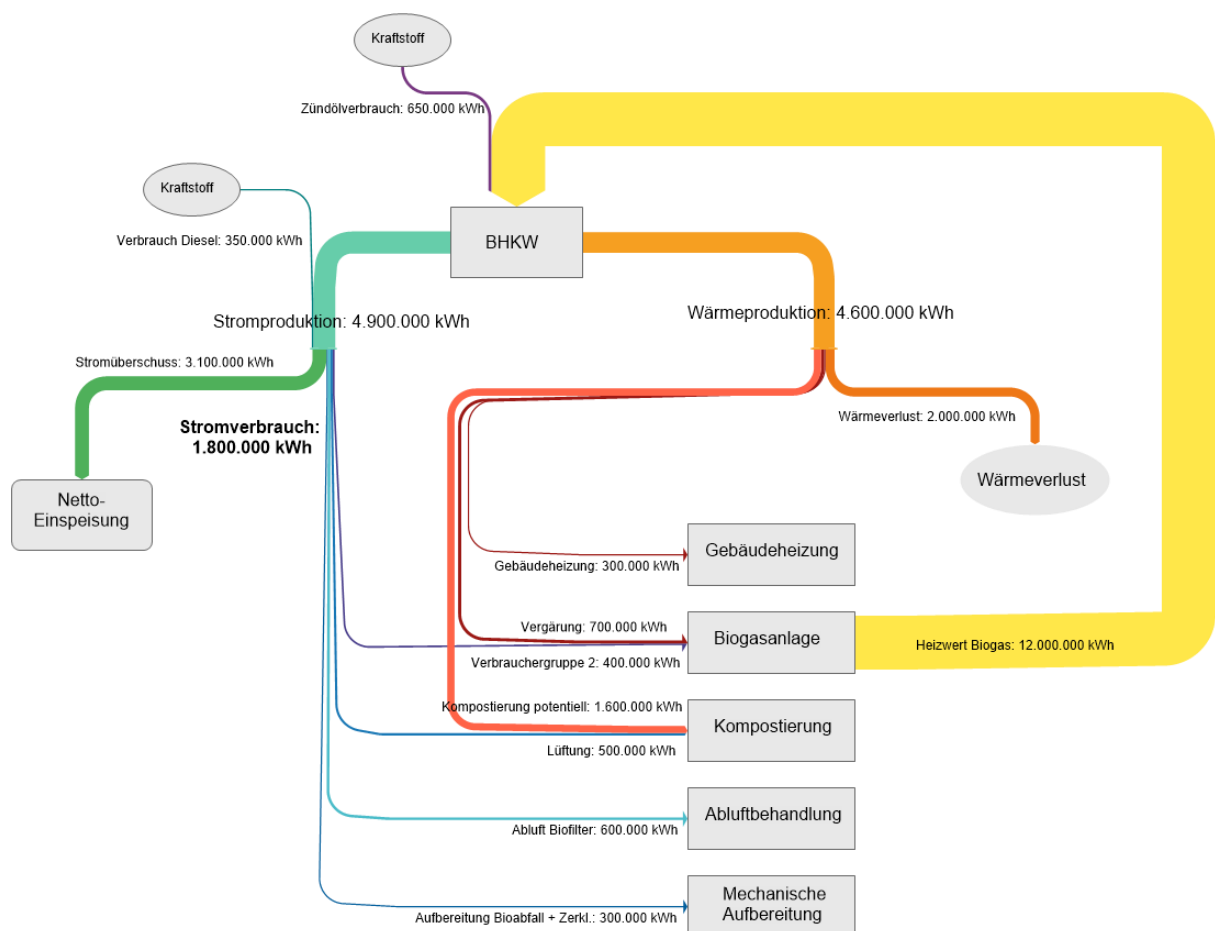 Kraftstoff
Zündölverbrauch: 650.000 kWh
Kraftstoff
Verbrauch Diesel: 350.000 kWh
BHKW
Stromproduktion: 4.900.000 kWh
Wärmeproduktion: 4.600.000 kWh
Stromüberschuss: 3.100.000 kWh
Stromverbrauch:
1.800.000 kWh
Wärmeverlust: 2.000.000 kWh
Wärmeverlust
Netto-
Einspeisung
Gebäudeheizung
Gebäudeheizung: 300.000 kWh
Vergärung: 700.000 kWh
Biogasanlage
Heizwert Biogas: 12.000.000 kWh
Verbrauchergruppe 2: 400.000 kWh
Kompostierung potentiell: 1.600.000 kWh
Kompostierung
Lüftung: 500.000 kWh
Abluftbehandlung
Abluft Biofilter: 600.000 kWh
Mechanische
Aufbereitung
Aufbereitung Bioabfall + Zerkl.: 300.000 kWh